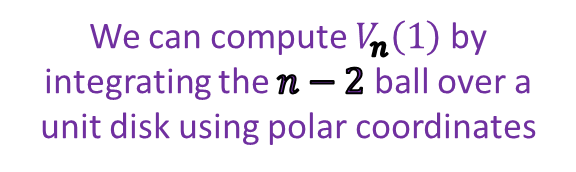 We can compute Vₙ(1) by
integrating the n − 2 ball over a
unit disk using polar coordinates